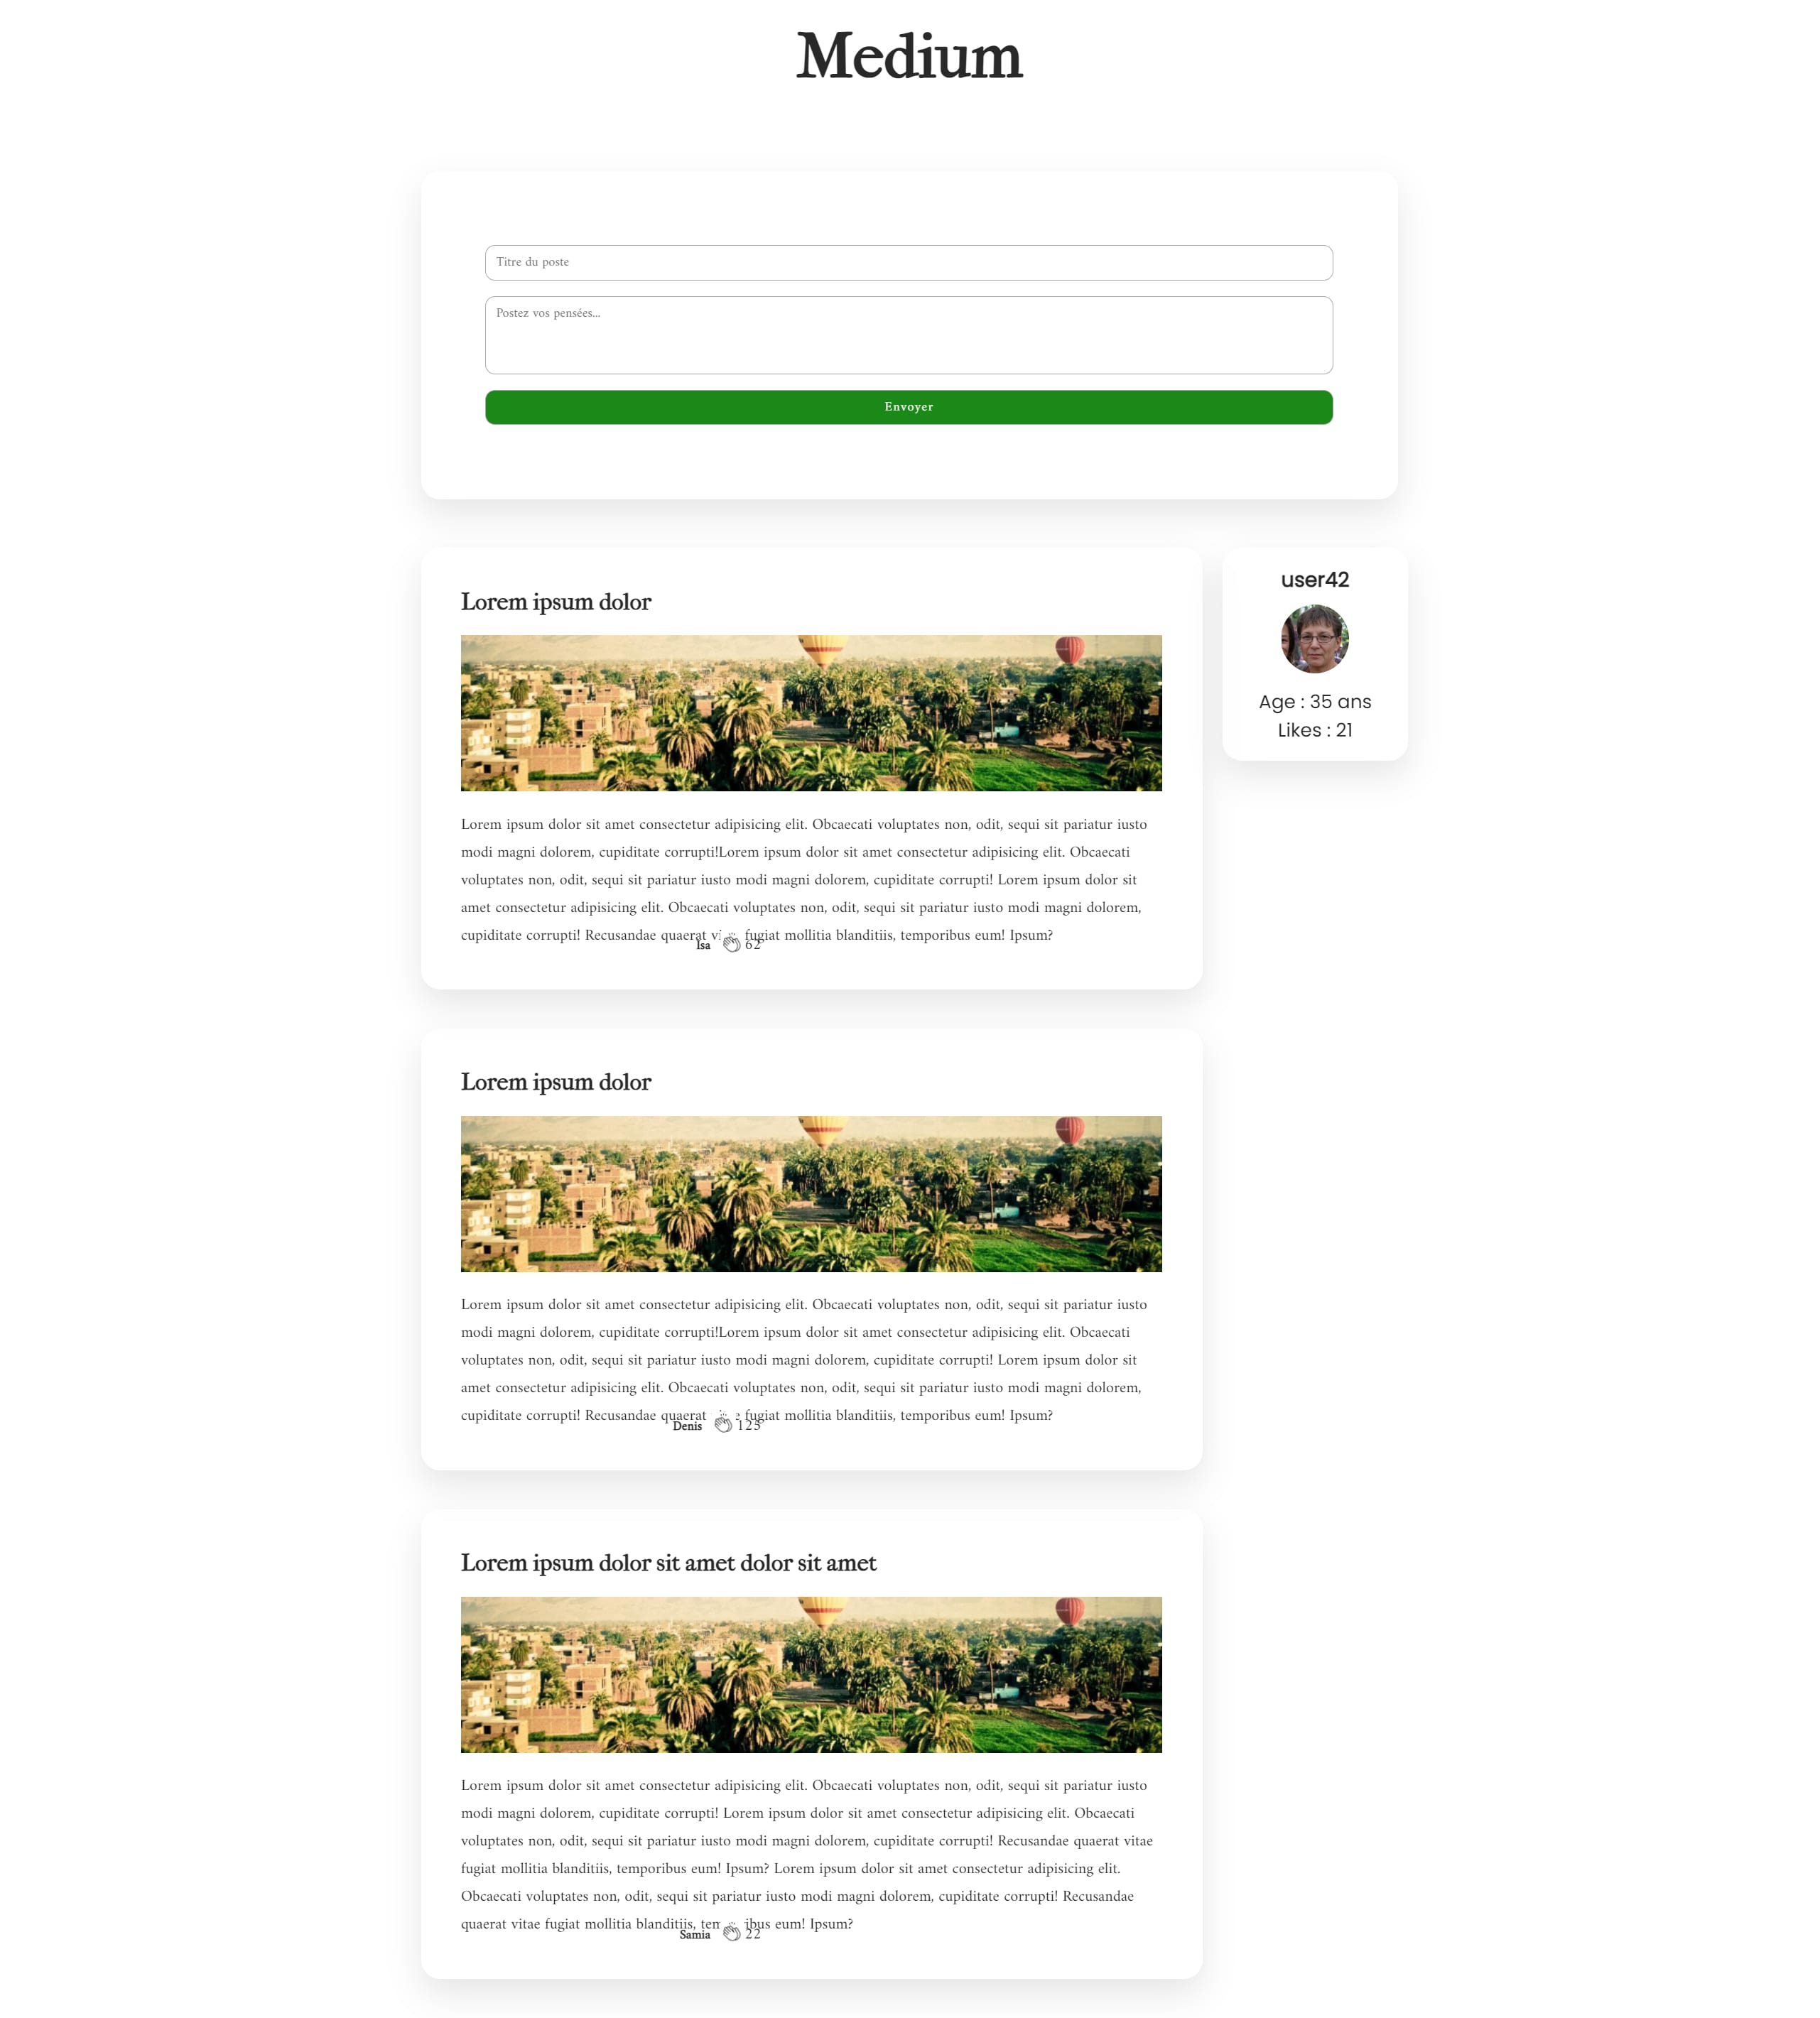 Medium
Titre du poste
Postez vos pensées...
Envoyer
Lorem ipsum dolor
Lorem ipsum dolor sit amet consectetur adipisicing elit. Obcaecati voluptates non, odit, sequi sit pariatur iusto
modi magni dolorem, cupiditate corrupti!Lorem ipsum dolor sit amet consectetur adipisicing elit. Obcaecati
voluptates non, odit, sequi sit pariatur iusto modi magni dolorem, cupiditate corrupti! Lorem ipsum dolor sit
amet consectetur adipisicing elit. Obcaecati voluptates non, odit, sequi sit pariatur iusto modi magni dolorem,
cupiditate corrupti! Recusandae quaerat fugiat mollitia blanditiis, temporibus eum! Ipsum?
Isa 62
user42
Age : 35 ans
Likes : 21
Lorem ipsum dolor
Lorem ipsum dolor sit amet consectetur adipisicing elit. Obcaecati voluptates non, odit, sequi sit pariatur iusto
modi magni dolorem, cupiditate corrupti!Lorem ipsum dolor sit amet consectetur adipisicing elit. Obcaecati
voluptates non, odit, sequi sit pariatur iusto modi magni dolorem, cupiditate corrupti! Lorem ipsum dolor sit
amet consectetur adipisicing elit. Obcaecati voluptates non, odit, sequi sit pariatur iusto modi magni dolorem,
cupiditate corrupti! Recusandae quaerat fugiat mollitia blanditiis, temporibus eum! Ipsum?
Denis 125
Lorem ipsum dolor sit amet dolor sit amet
Lorem ipsum dolor sit amet consectetur adipisicing elit. Obcaecati voluptates non, odit, sequi sit pariatur iusto
modi magni dolorem, cupiditate corrupti! Lorem ipsum dolor sit amet consectetur adipisicing elit. Obcaecati
voluptates non, odit, sequi sit pariatur iusto modi magni dolorem, cupiditate corrupti! Recusandae quaerat vitae
fugiat mollitia blanditiis, temporibus eum! Ipsum? Lorem ipsum dolor sit amet consectetur adipisicing elit.
Obcaecati voluptates non, odit, sequi sit pariatur iusto modi magni dolorem, cupiditate corrupti! Recusandae
quaerat vitae fugiat mollitia blanditiis, eum! Ipsum?
Samia 22